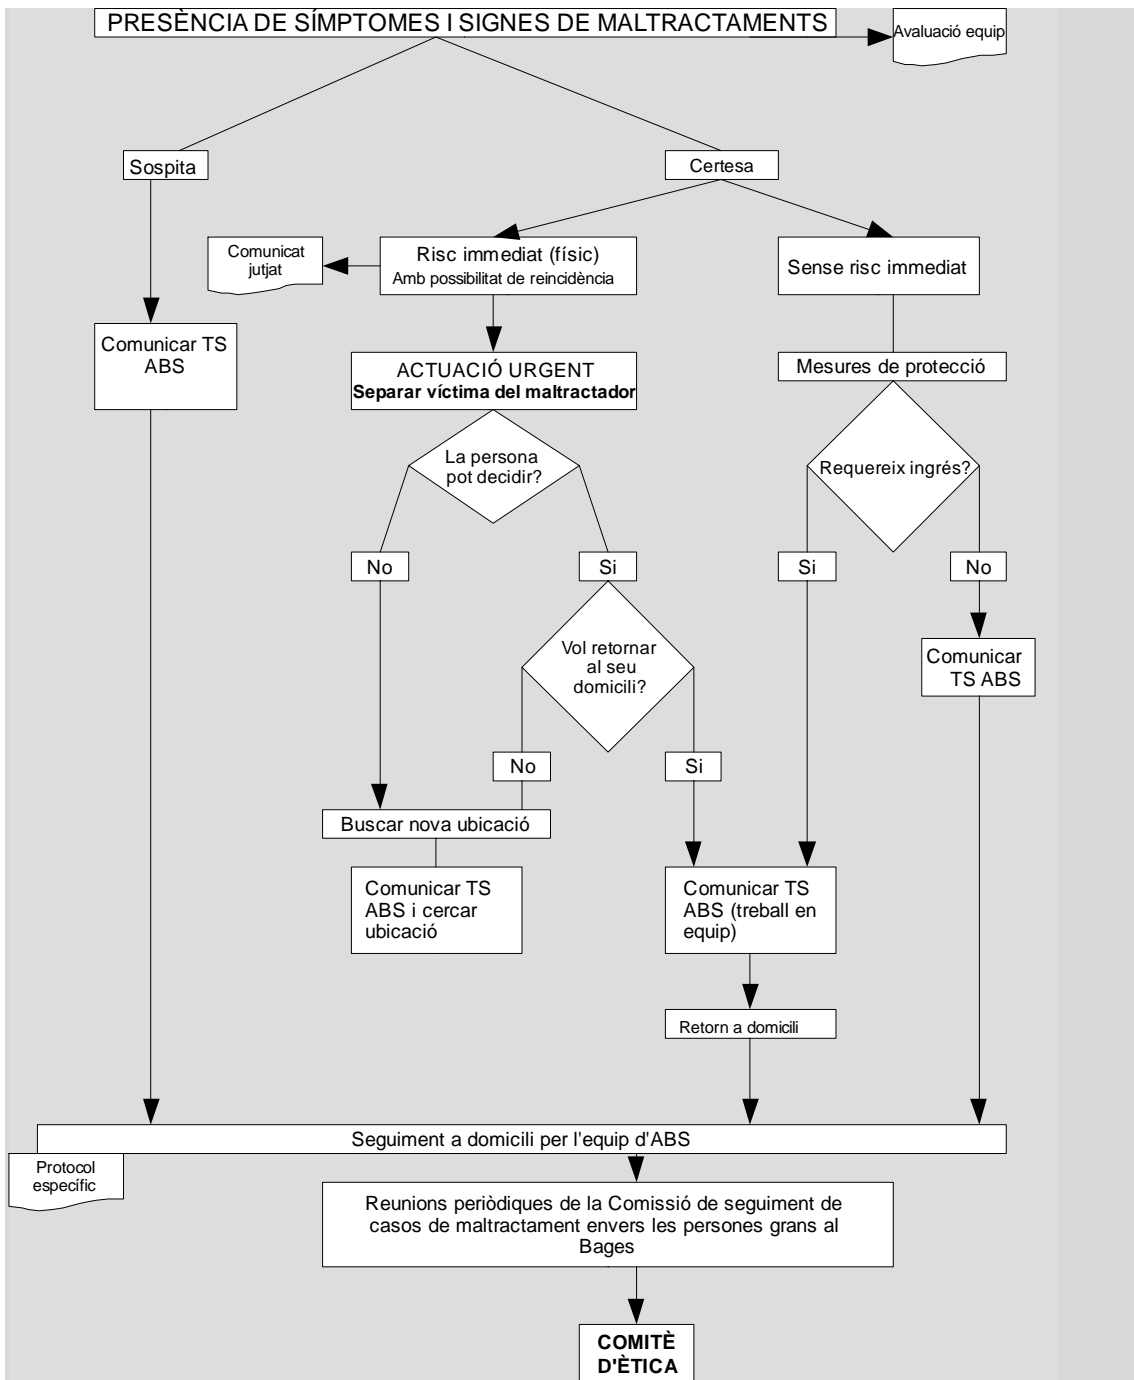 PRESÈNCIA DE SÍMPTOMES I SIGNES DE MALTRACTAMENTS
Avaluació equip
Sospita
Certesa
Comunicat
jutjat
Risc immediat (físic)
Amb possibilitat de reincidència
Sense risc immediat
Comunicar TS
ABS
ACTUACIÓ URGENT
Separar víctima del maltractador
Mesures de protecció
La persona
pot decidir?
Requereix ingrés?
No
Si
Si
No
Vol retornar
al seu
domicili?
Comunicar
TS ABS
No
Si
Buscar nova ubicació
Comunicar TS
ABS i cercar
ubicació
Comunicar TS
ABS (treball en
equip)
Retorn a domicili
Seguiment a domicili per l'equip d'ABS
Protocol
específic
Reunions periòdiques de la Comissió de seguiment de
casos de maltractament envers les persones grans al
Bages
COMITÈ
D'ÈTICA